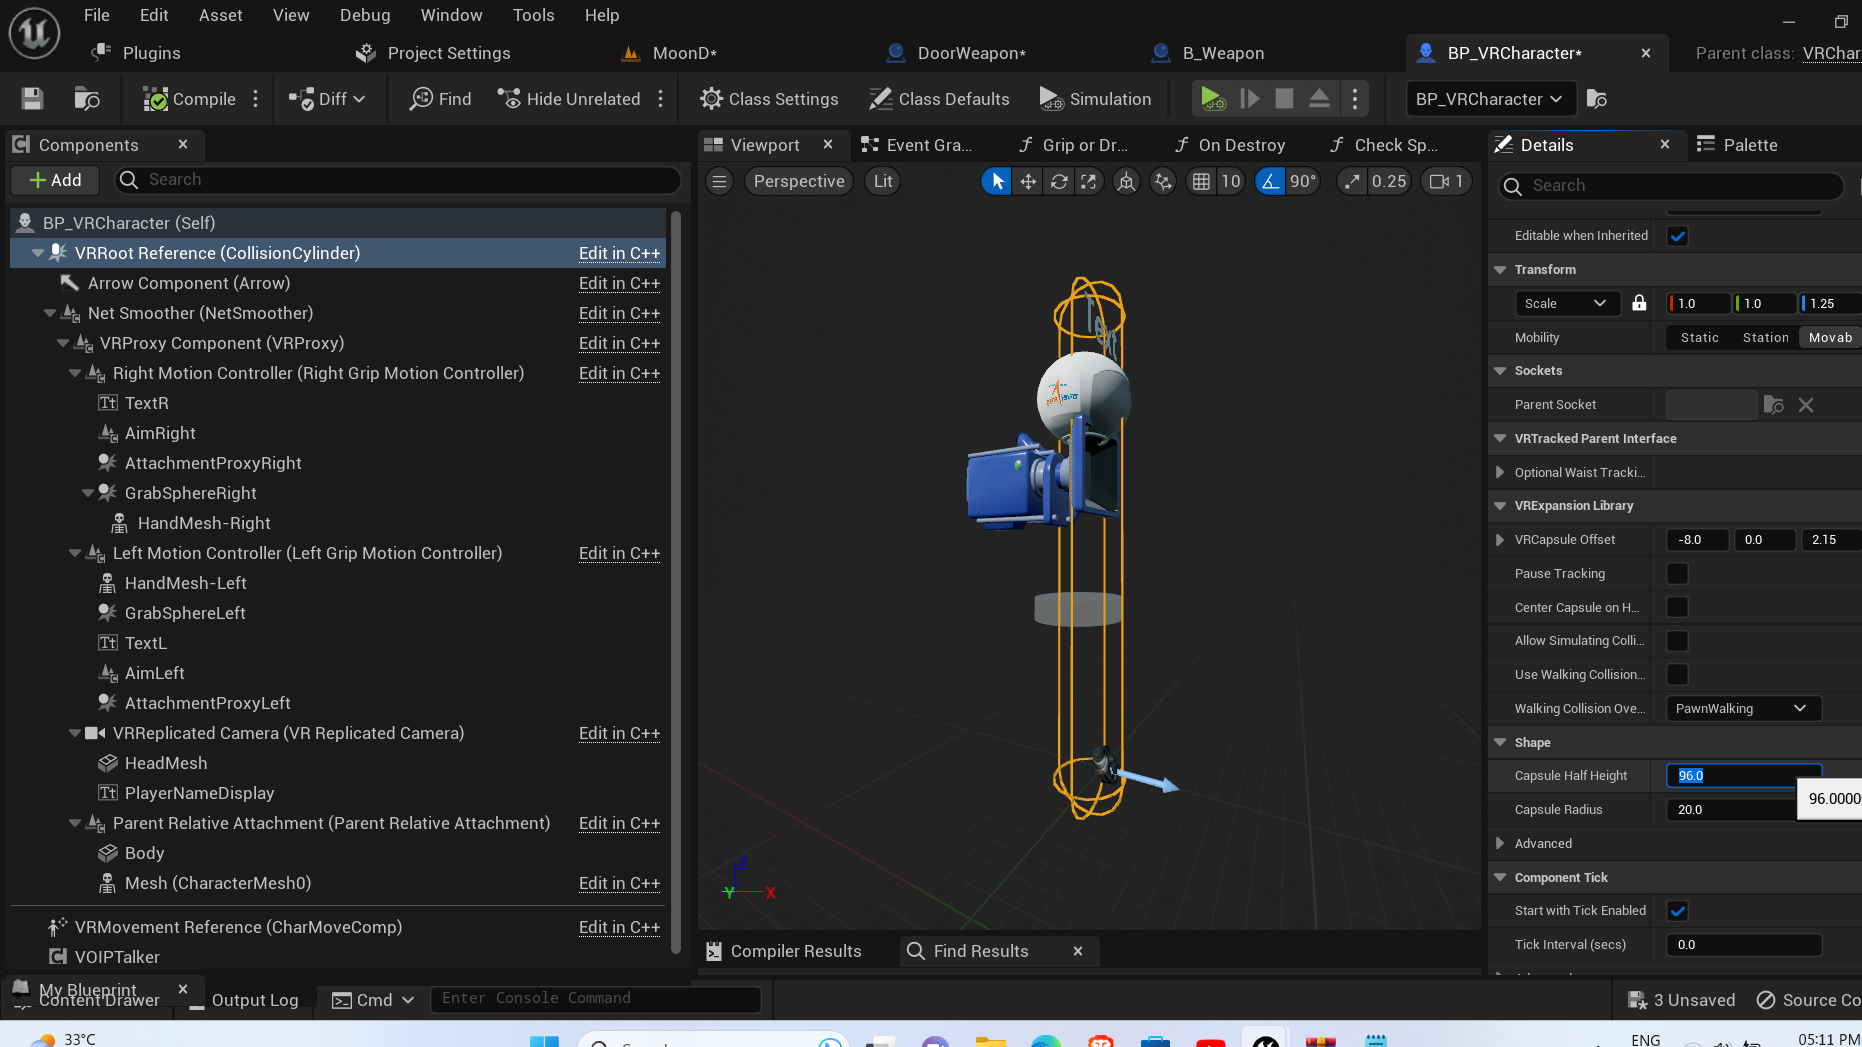 File Edit Asset View Debug Window Tools Help
Plugins Project Settings MoonD* DoorWeapon* B_Weapon BP_VRCharacter* Parent class: VRChar
Compile Diff Find Hide Unrelated Class Settings Class Defaults Simulation BP_VRCharacter
Components Viewport Event Gra... Grip or Dr... On Destroy Check Sp... Details Palette
Add Search Perspective Lit 10 90° 0.25 1 Search
BP_VRCharacter (Self)
VRRoot Reference (CollisionCylinder) Edit in C++
Arrow Component (Arrow) Edit in C++
Net Smoother (NetSmoother) Edit in C++
VRProxy Component (VRProxy) Edit in C++
Right Motion Controller (Right Grip Motion Controller) Edit in C++
TextR
AimRight
AttachmentProxyRight
GrabSphereRight
HandMesh-Right
Left Motion Controller (Left Grip Motion Controller) Edit in C++
HandMesh-Left
GrabSphereLeft
TextL
AimLeft
AttachmentProxyLeft
VRReplicated Camera (VR Replicated Camera) Edit in C++
HeadMesh
PlayerNameDisplay
Parent Relative Attachment (Parent Relative Attachment) Edit in C++
Body
Mesh (CharacterMesh0) Edit in C++
VRMovement Reference (CharMoveComp) Edit in C++
VOIPTalker
Z
Y X
Editable when Inherited
Transform
Scale 1.0 1.0 1.25
Mobility Static Station Movab
Sockets
Parent Socket
VRTracked Parent Interface
Optional Waist Tracki...
VRExpansion Library
VRCapsule Offset -8.0 0.0 2.15
Pause Tracking
Center Capsule on H...
Allow Simulating Colli...
Use Walking Collision...
Walking Collision Ove... PawnWalking
Shape
Capsule Half Height 96.0
96.0000
Capsule Radius 20.0
Advanced
Component Tick
Start with Tick Enabled
Tick Interval (secs) 0.0
Compiler Results Find Results
My Blueprint
Content Drawer Output Log Cmd Enter Console Command 3 Unsaved Source Co
33°C ENG 05:11 PM